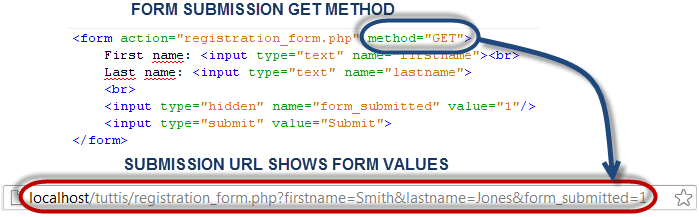 FORM SUBMISSION GET METHOD
<form action="registration_form.php" method="GET">
First name: <input type="text" name="firstname"><br>
Last name: <input type="text" name="lastname">
<br>
<input type="hidden" name="form_submitted" value="1"/>
<input type="submit" value="Submit">
</form>
SUBMISSION URL SHOWS FORM VALUES
localhost/tuttis/registration_form.php?firstname=Smith&lastname=Jones&form_submitted=1